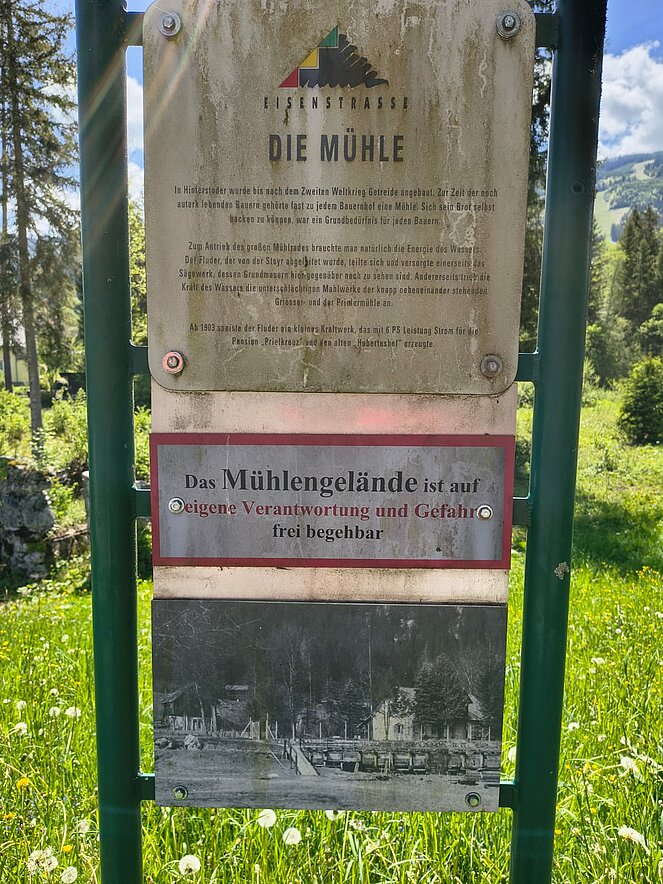 EISENSTRASSE
DIE MÜHLE
In Hinterstoder wurde bis nach dem Zweiten Weltkrieg Getreide angebaut. Zur Zeit der noch
autark lebenden Bauern gehörte fast zu jedem Bauernhof eine Mühle. Sich sein Brot selbst
backen zu können, war ein Grundbedürfnis für jeden Bauern.
Zum Antrieb des großen Mühlrades brauchte man natürlich die Energie des Wassers.
Der Fluder, der von der Steyr abgeleitet wurde, teilte sich und versorgte einerseits das
Sägewerk, dessen Grundmauern hier gegenüber noch zu sehen sind. Andererseits trieb die
Kraft des Wassers die unterschlächtigen Mahlwerke der knapp nebeneinander stehenden
Griesser- und der Prielermühle an.
Ab 1903 speiste der Fluder ein kleines Kraftwerk, das mit 6 PS Leistung Strom für die
Pension „Prielkreuz" und den alten „Hubertushof" erzeugte.
Das Mühlengelände ist auf
eigene Verantwortung und Gefahr
frei begehbar